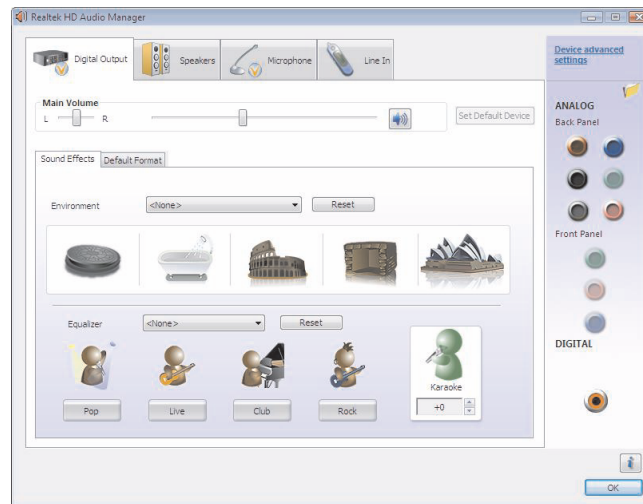 Realtek HD Audio Manager
Digital Output
Speakers
Microphone
Line In
Device advanced
settings
Main Volume
L
R
Set Default Device
ANALOG
Back Panel
Sound Effects
Default Format
Environment
<None>
Reset
Front Panel
Equalizer
<None>
Reset
DIGITAL
Karaoke
Pop
Live
Club
Rock
+0
OK